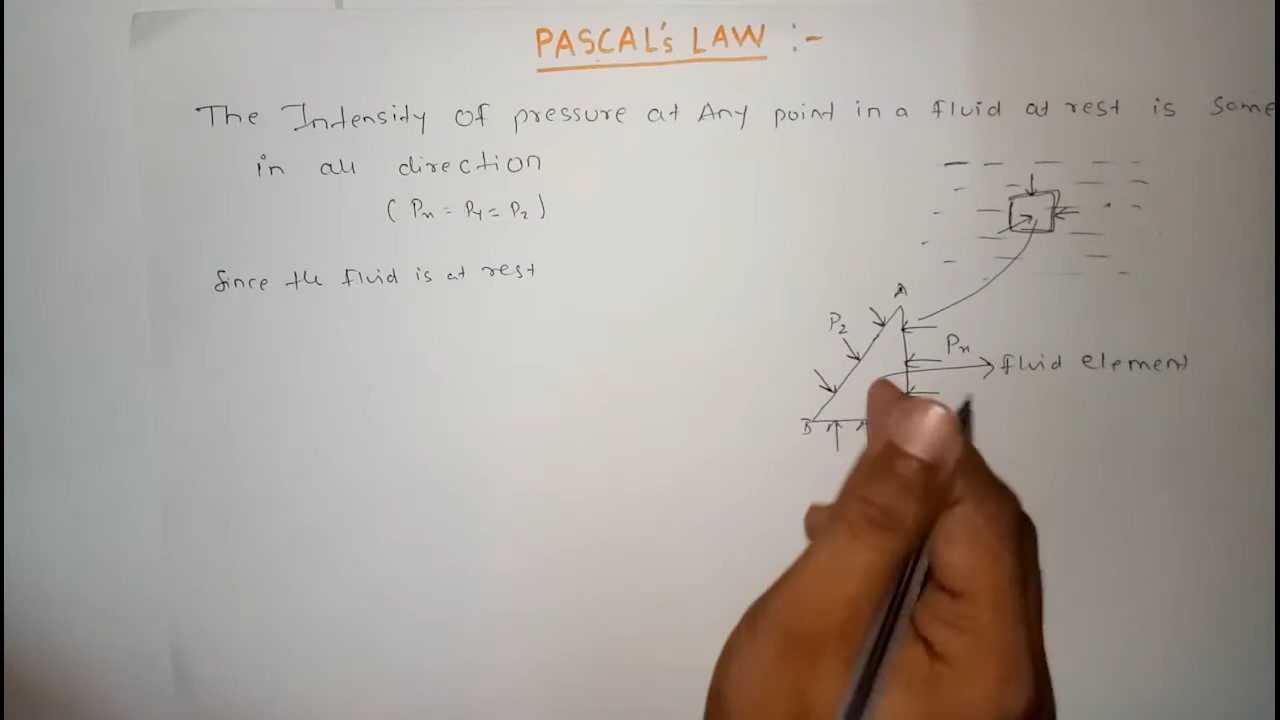 PASCAL's LAW :-
The Intensity of pressure at Any point in a fluid at rest is Same
in all direction
( Px = Py = Pz )
Since the fluid is at rest
A
Pz
Px
fluid element
B